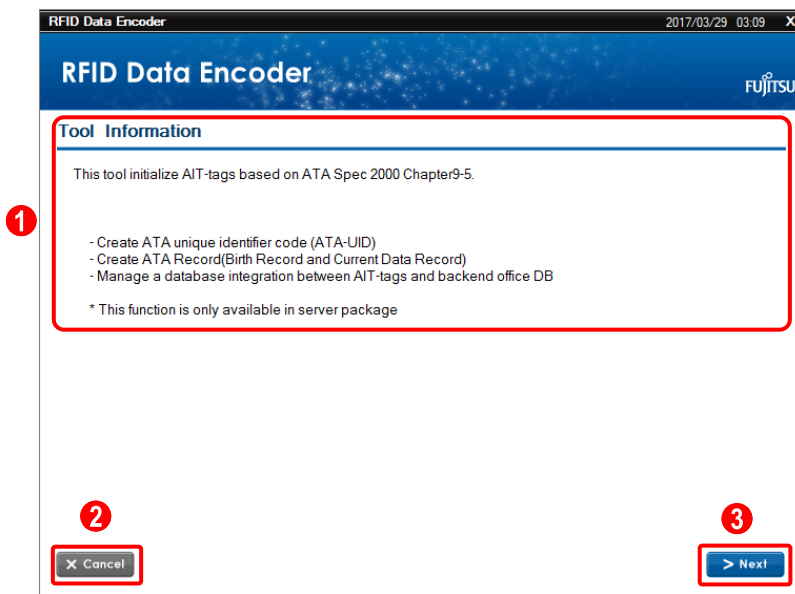 RFID Data Encoder 2017/03/29 03:09 X
RFID Data Encoder
FUJITSU
Tool Information
This tool initialize AIT-tags based on ATA Spec 2000 Chapter9-5.
1
- Create ATA unique identifier code (ATA-UID)
- Create ATA Record(Birth Record and Current Data Record)
- Manage a database integration between AIT-tags and backend office DB
* This function is only available in server package
2
3
X Cancel
> Next